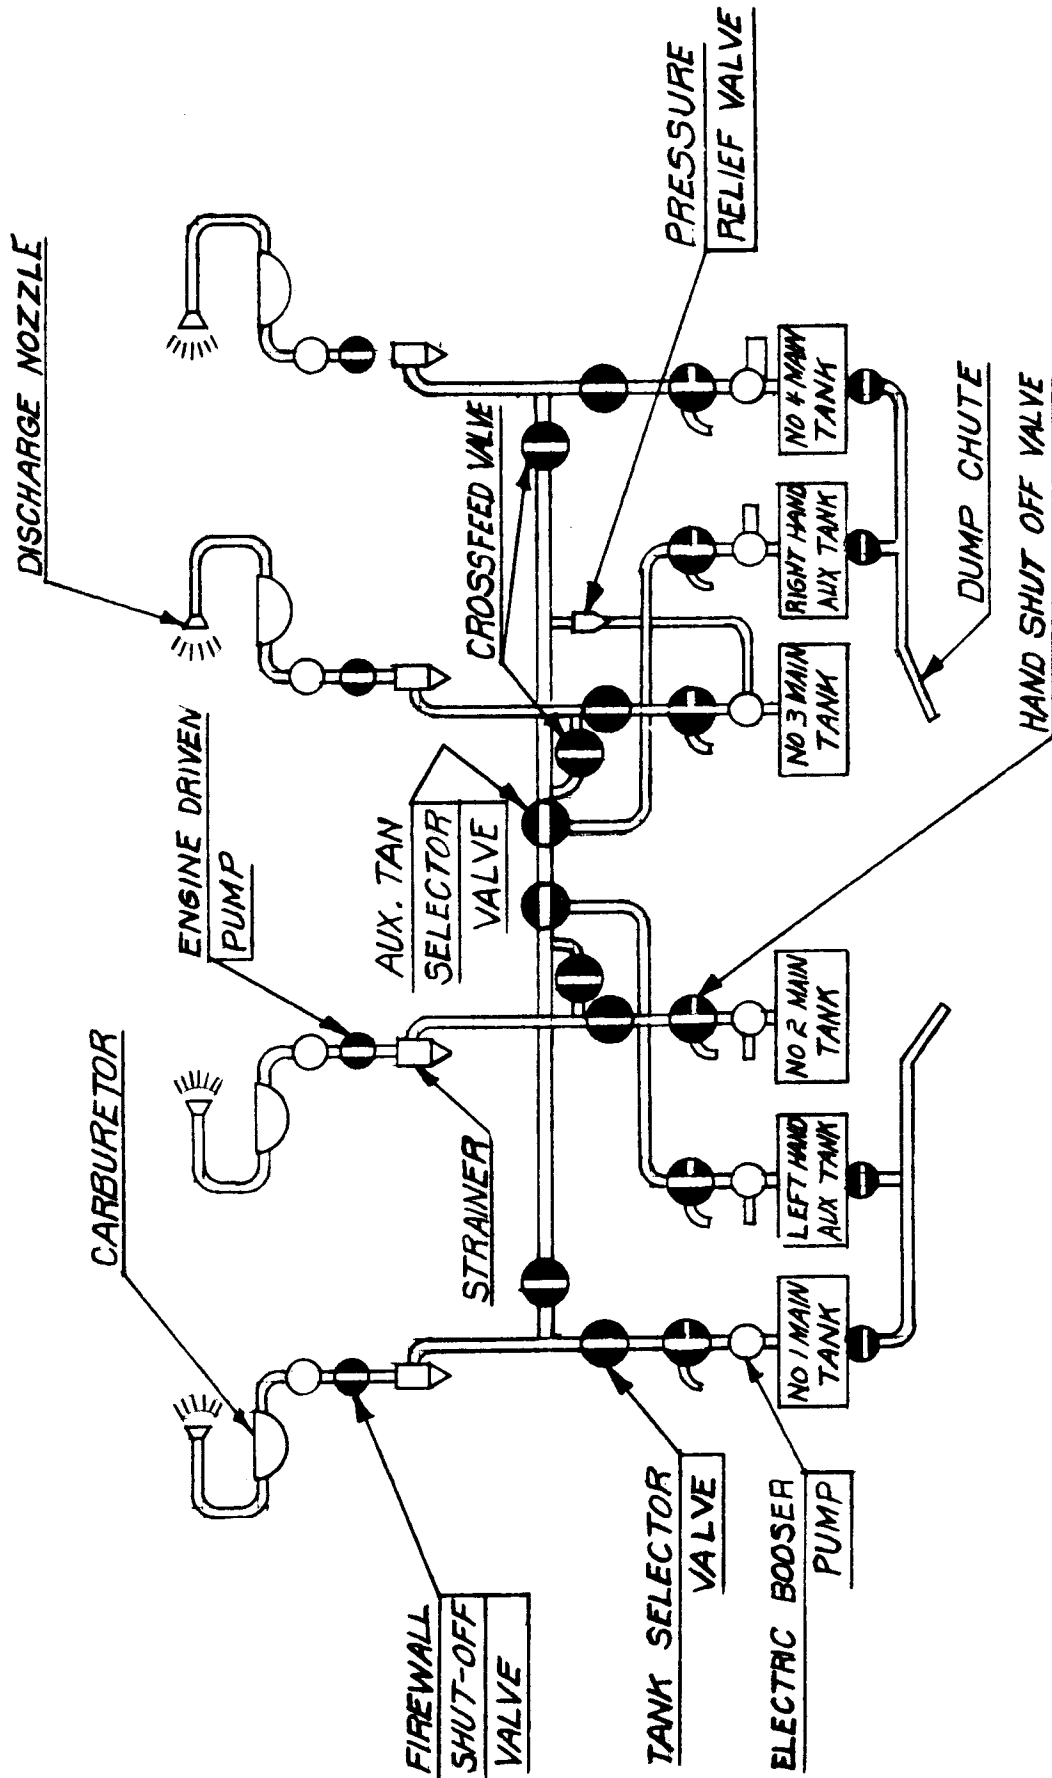 DISCHARGE NOZZLE
ENGINE DRIVEN
PUMP
CARBURETOR
AUX. TAN
SELECTOR
VALVE
CROSSFEED VALVE
PRESSURE
RELIEF VALVE
STRAINER
FIREWALL
SHUT-OFF
VALVE
TANK SELECTOR
VALVE
ELECTRIC BOOSER
PUMP
NO 1 MAIN
TANK
LEFT HAND
AUX TANK
NO 2 MAIN
TANK
NO 3 MAIN
TANK
RIGHT HAND
AUX TANK
NO 4 MAIN
TANK
DUMP CHUTE
HAND SHUT OFF VALVE